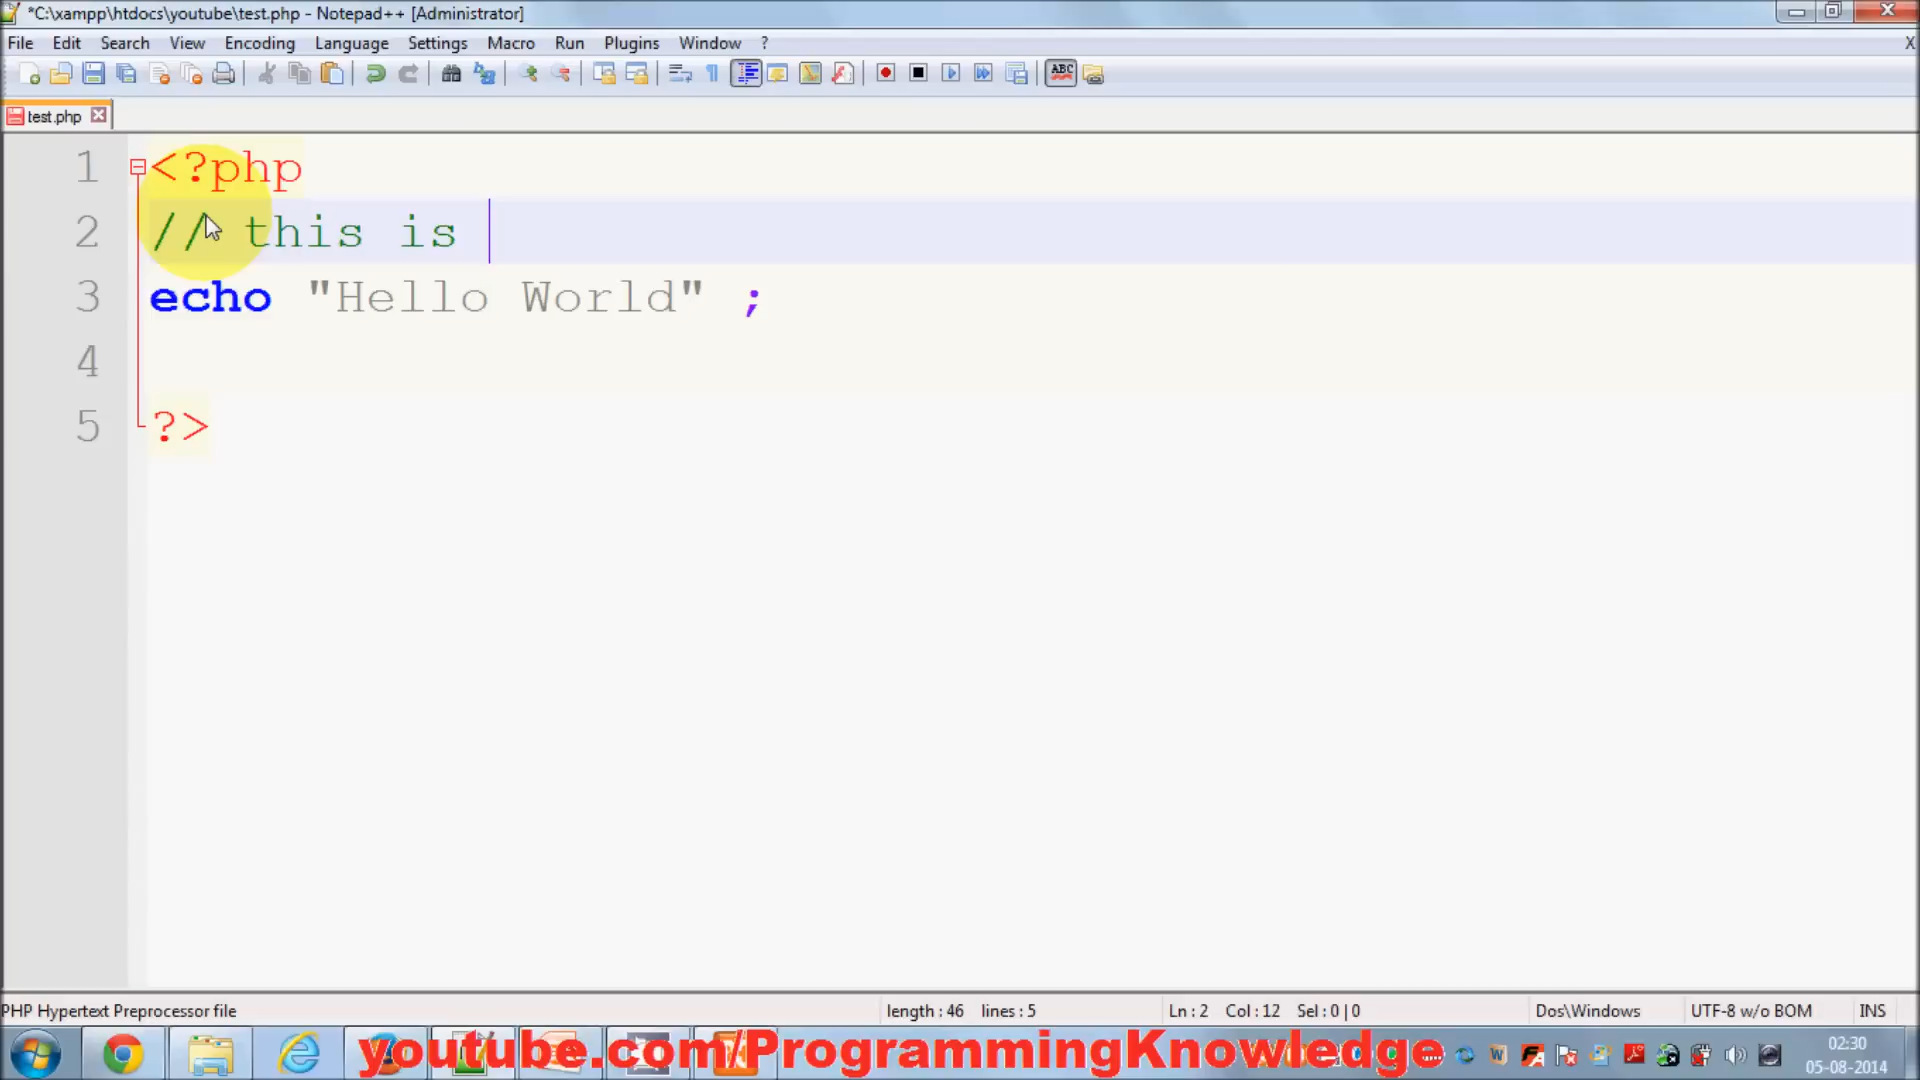 *C:\xampp\htdocs\youtube\test.php - Notepad++ [Administrator]
File Edit Search View Encoding Language Settings Macro Run Plugins Window ? X
ABC
test.php
1 <?php
2 // this is
3 echo "Hello World" ;
4
5 ?>
PHP Hypertext Preprocessor file length : 46 lines : 5 Ln : 2 Col : 12 Sel : 0 | 0 Dos\Windows UTF-8 w/o BOM INS
youtube.com/ProgrammingKnowledge
02:30
05-08-2014